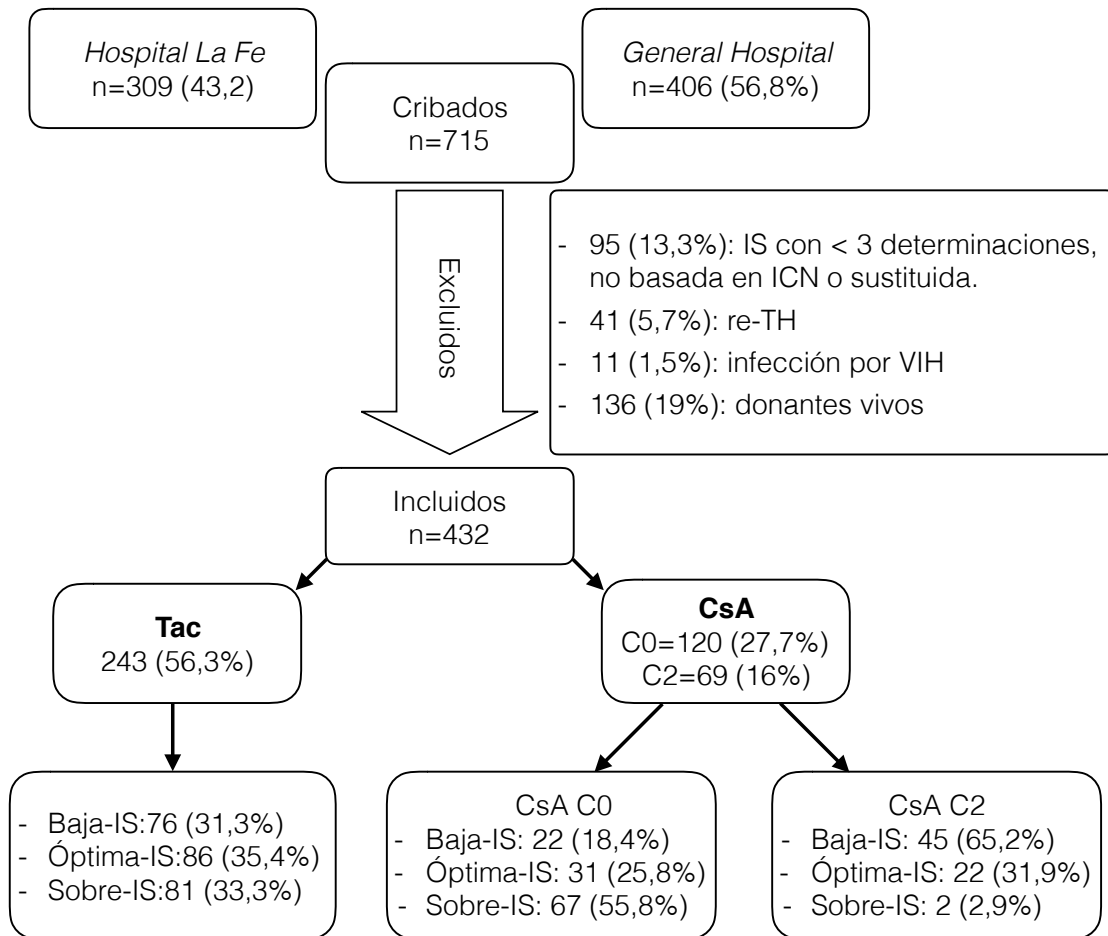 Hospital La Fe
n=309 (43,2)
General Hospital
n=406 (56,8%)
Cribados
n=715
Excluidos
- 95 (13,3%): IS con < 3 determinaciones,
no basada en ICN o sustituida.
- 41 (5,7%): re-TH
- 11 (1,5%): infección por VIH
- 136 (19%): donantes vivos
Incluidos
n=432
Tac
243 (56,3%)
CsA
C0=120 (27,7%)
C2=69 (16%)
- Baja-IS:76 (31,3%)
- Óptima-IS:86 (35,4%)
- Sobre-IS:81 (33,3%)
CsA C0
- Baja-IS: 22 (18,4%)
- Óptima-IS: 31 (25,8%)
- Sobre-IS: 67 (55,8%)
CsA C2
- Baja-IS: 45 (65,2%)
- Óptima-IS: 22 (31,9%)
- Sobre-IS: 2 (2,9%)